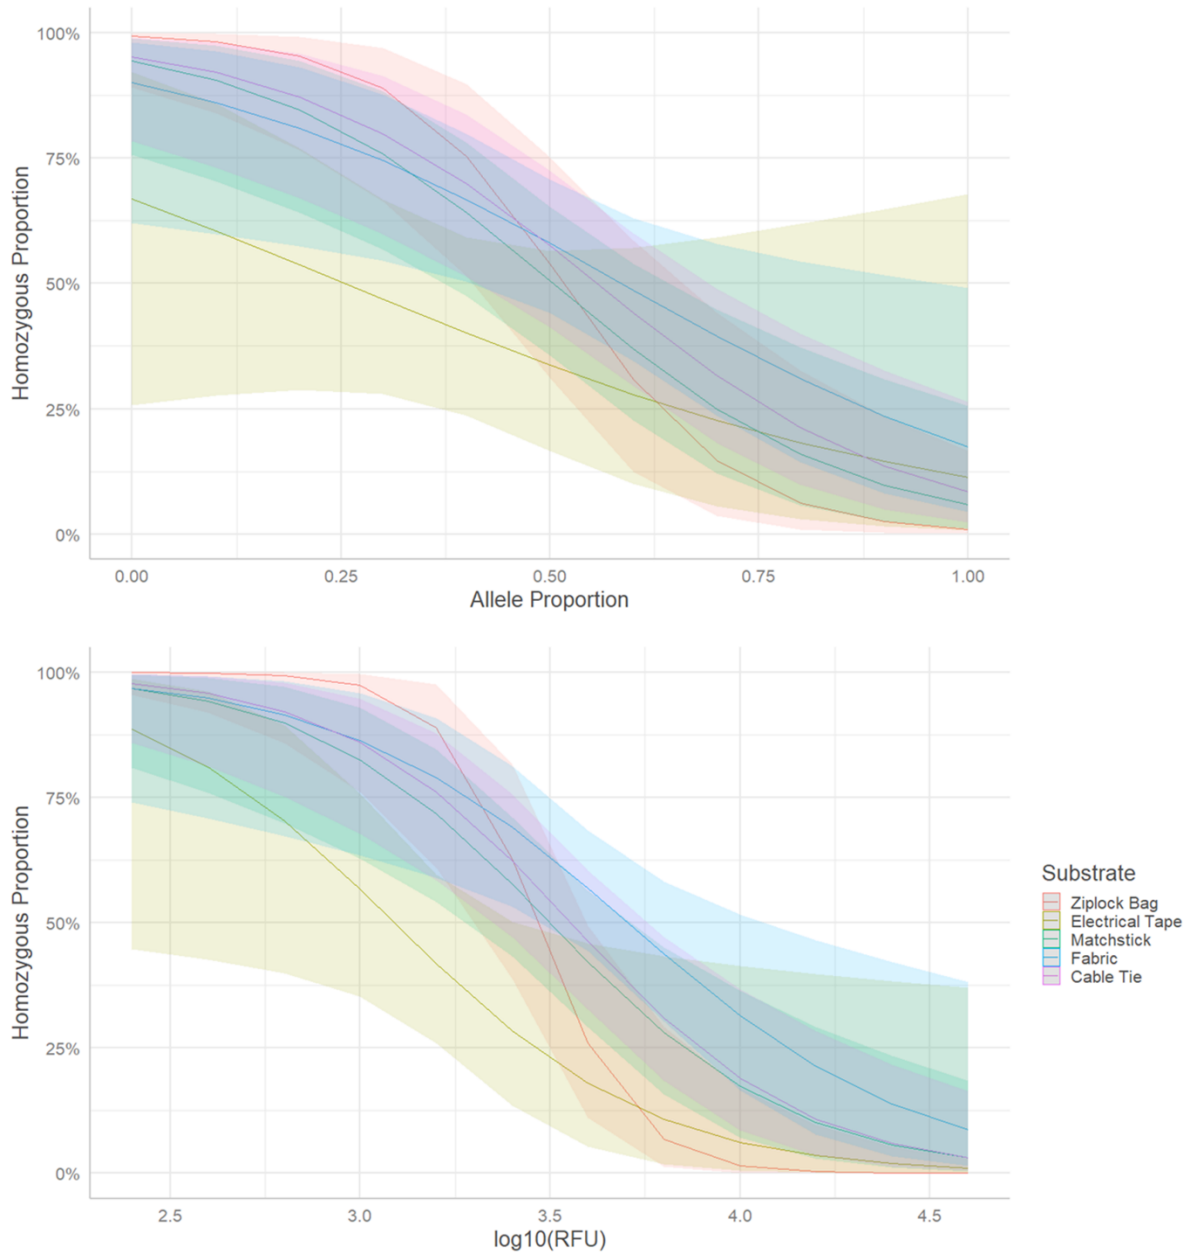 100%
75%
50%
25%
0%
Homozygous Proportion
0.00 0.25 0.50 0.75 1.00
Allele Proportion
100%
75%
50%
25%
0%
Homozygous Proportion
2.5 3.0 3.5 4.0 4.5
log10(RFU)
Substrate
Ziplock Bag
Electrical Tape
Matchstick
Fabric
Cable Tie